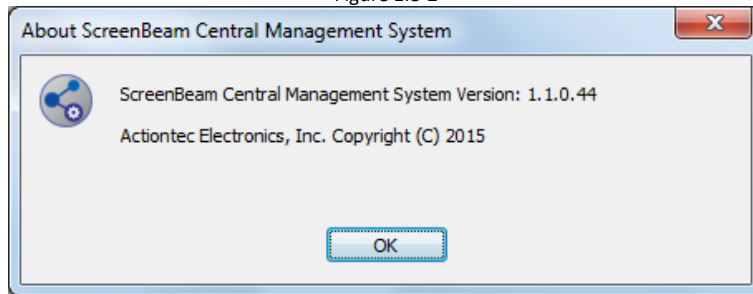 About ScreenBeam Central Management System
ScreenBeam Central Management System Version: 1.1.0.44
Actiontec Electronics, Inc. Copyright (C) 2015
OK